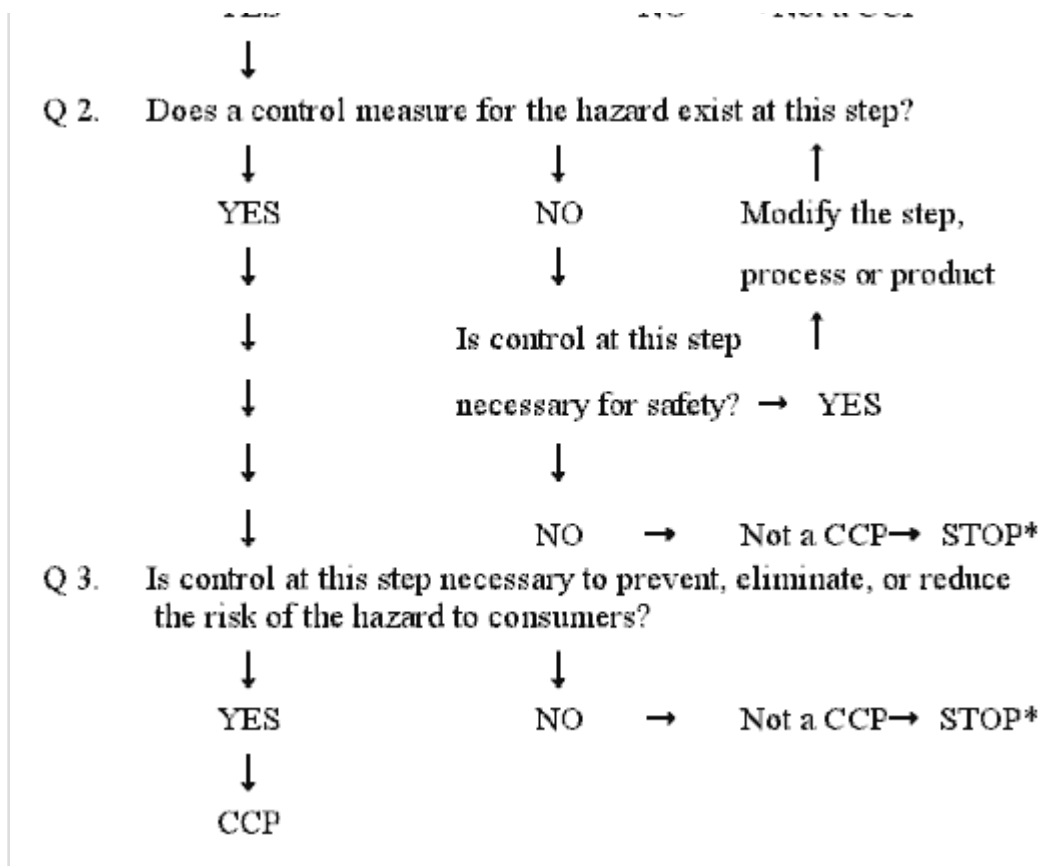 ↓
Q 2. Does a control measure for the hazard exist at this step?
↓ ↓ ↑
YES NO Modify the step,
↓ ↓ process or product
↓ Is control at this step ↑
↓ necessary for safety? → YES
↓ ↓
↓ NO → Not a CCP→ STOP*
Q 3. Is control at this step necessary to prevent, eliminate, or reduce
the risk of the hazard to consumers?
↓ ↓
YES NO → Not a CCP→ STOP*
↓
CCP